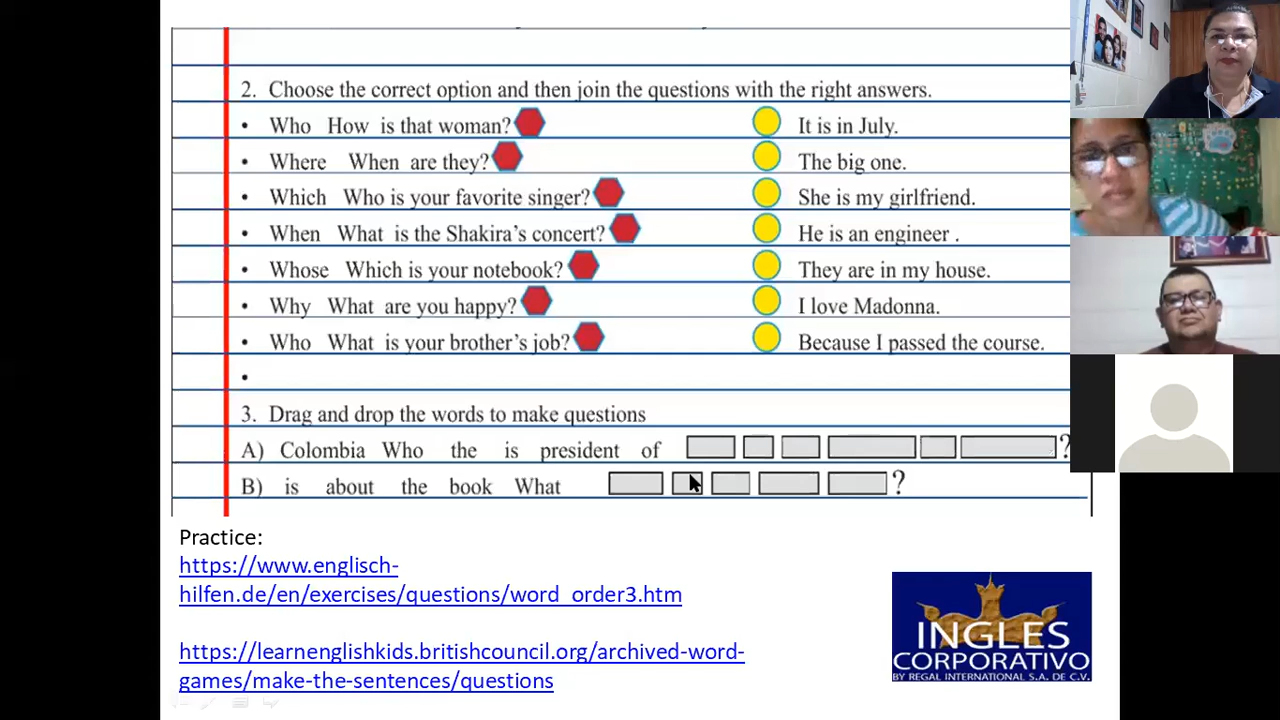 2. Choose the correct option and then join the questions with the right answers.
• Who How is that woman? It is in July.
• Where When are they? The big one.
• Which Who is your favorite singer? She is my girlfriend.
• When What is the Shakira's concert? He is an engineer .
• Whose Which is your notebook? They are in my house.
• Why What are you happy? I love Madonna.
• Who What is your brother's job? Because I passed the course.
•
3. Drag and drop the words to make questions
A) Colombia Who the is president of ?
B) is about the book What ?
Practice:
https://www.englisch-
hilfen.de/en/exercises/questions/word_order3.htm
https://learnenglishkids.britishcouncil.org/archived-word-
games/make-the-sentences/questions
INGLES
CORPORATIVO
BY REGAL INTERNATIONAL S.A. DE C.V.